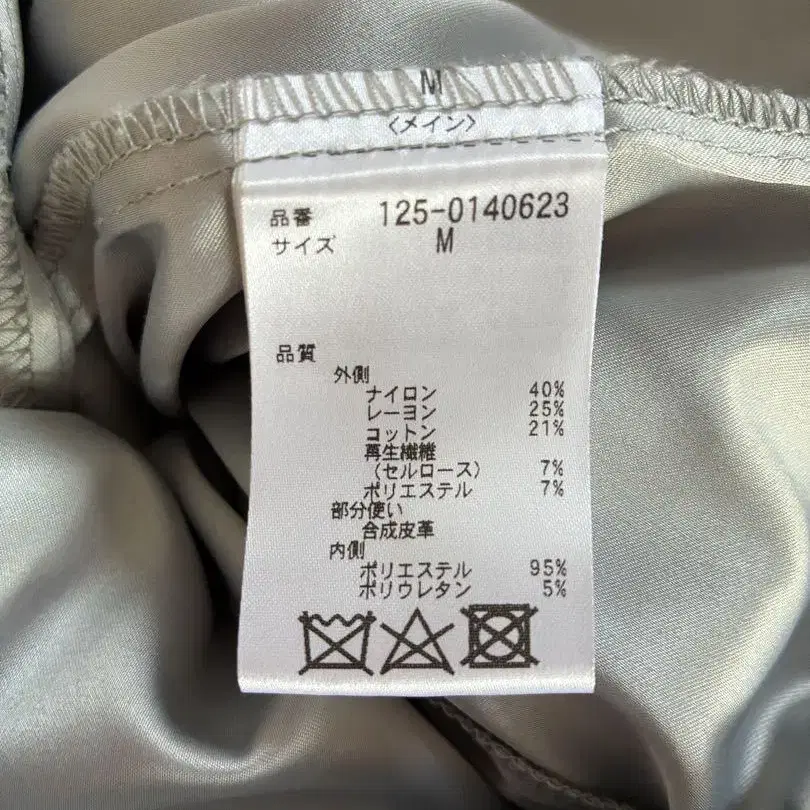 M
〈メイン〉
品番 125-0140623
サイズ M
品質
外側
ナイロン 40%
レーヨン 25%
コットン 21%
再生繊維
(セルロース) 7%
ポリエステル 7%
部分使い
合成皮革
内側
ポリエステル 95%
ポリウレタン 5%